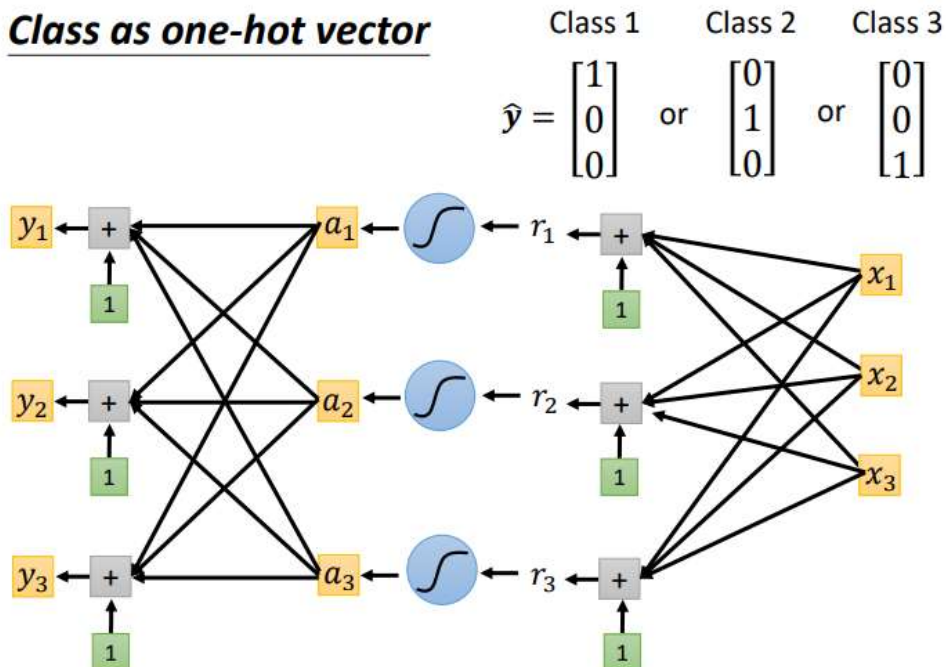 Class as one-hot vector
Class 1 Class 2 Class 3
ŷ = [1 0 0] or [0 1 0] or [0 0 1]
y₁ + a₁ r₁ +
x₁
1 1
x₂
y₂ + a₂ r₂ +
1 1
x₃
y₃ + a₃ r₃ +
1 1